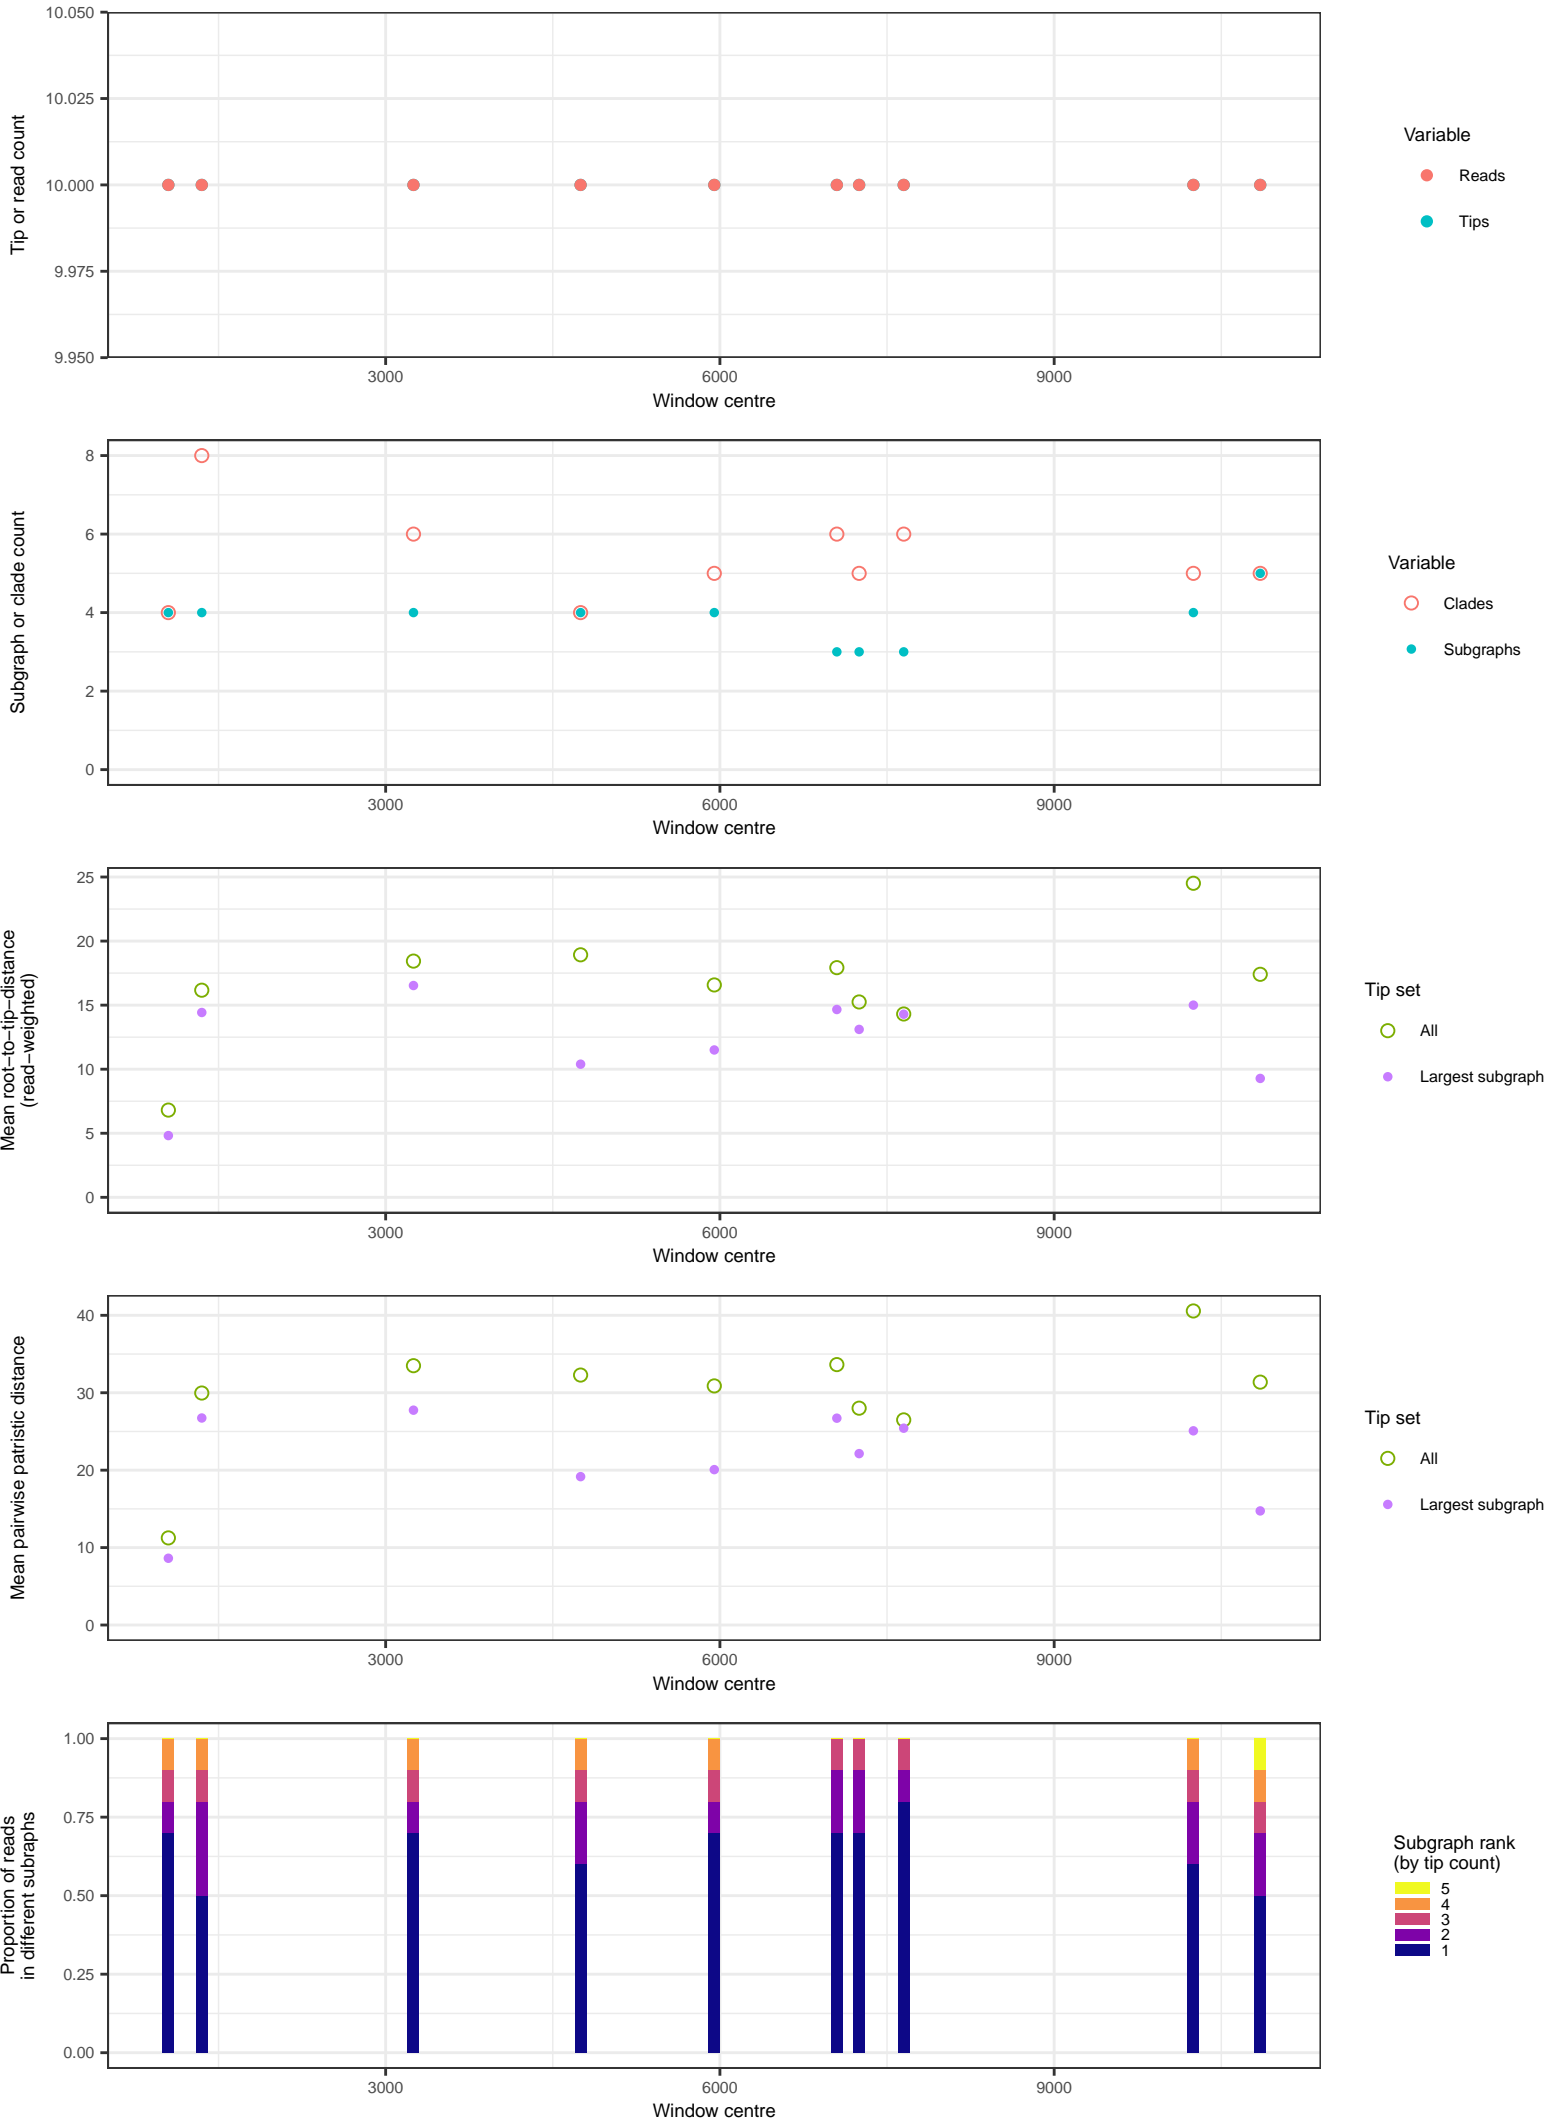 10.050
10.025
10.000
9.975
9.950
Tip or read count
3000
6000
9000
Window centre
Variable
Reads
Tips
8
6
4
2
0
Subgraph or clade count
3000
6000
9000
Window centre
Variable
Clades
Subgraphs
25
20
15
10
5
0
Mean root−to−tip−distance
(read−weighted)
3000
6000
9000
Window centre
Tip set
All
Largest subgraph
40
30
20
10
0
Mean pairwise patristic distance
3000
6000
9000
Window centre
Tip set
All
Largest subgraph
1.00
0.75
0.50
0.25
0.00
Proportion of reads
in different subraphs
3000
6000
9000
Window centre
Subgraph rank
(by tip count)
5
4
3
2
1